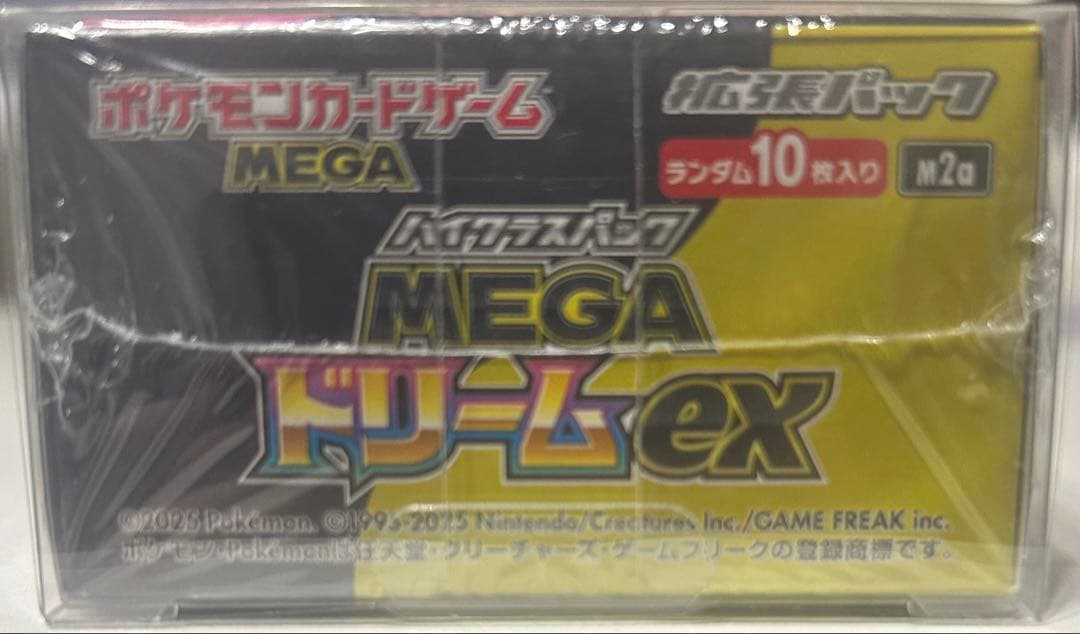 ポケモンカードゲーム
MEGA
拡張パック
ランダム10枚入り
M2a
ハイクラスパック
MEGA
ドリームex
©2025 Pokémon. ©1995-2025 Nintendo/Creatures Inc./GAME FREAK inc.
ポケモン・Pokémonは任天堂・クリーチャーズ・ゲームフリークの登録商標です。